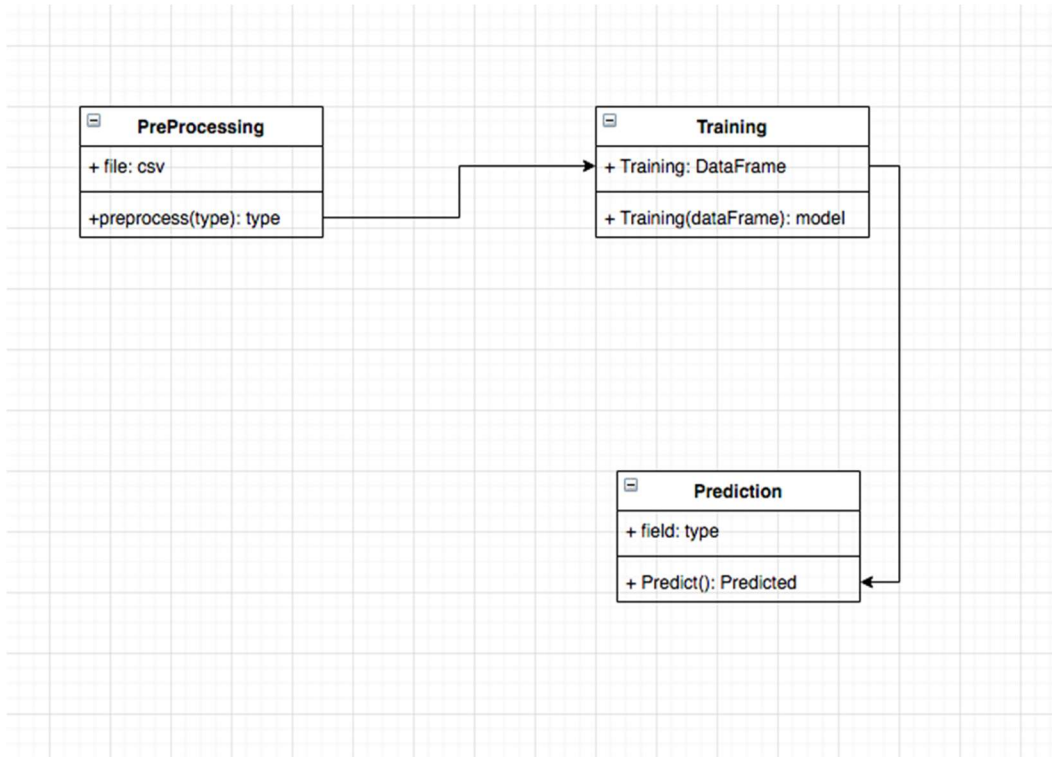 PreProcessing
+ file: csv
+preprocess(type): type
Training
+ Training: DataFrame
+ Training(dataFrame): model
Prediction
+ field: type
+ Predict(): Predicted